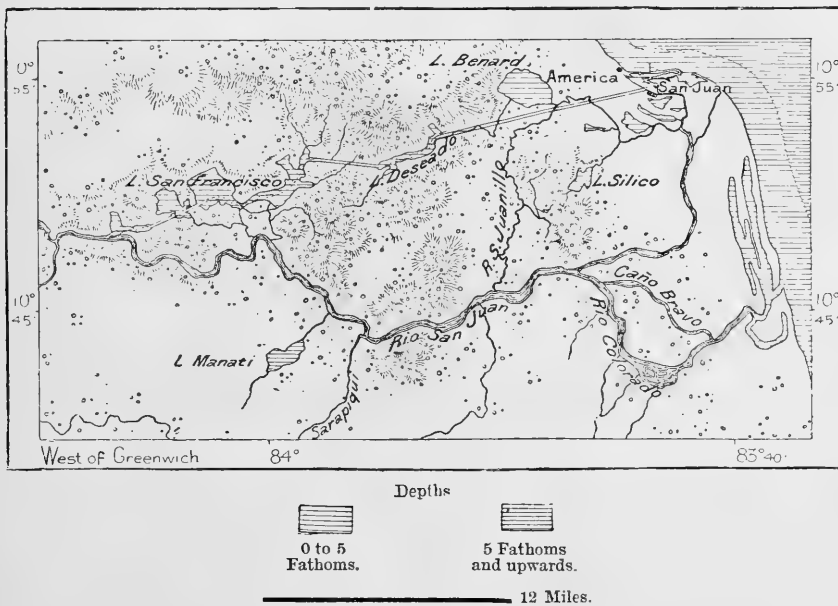 L. Benard
America
0°
55'
0°
55'
San Juan
L. San Francisco
L. Deseado
L. Silico
R. S. Juanillo
Caño Bravo
10°
45'
10°
45'
Rio San Juan
Rio Colorado
L Manati
Sarapiqui
West of Greenwich
84°
83°40'
Depths
0 to 5
Fathoms.
5 Fathoms
and upwards.
12 Miles.